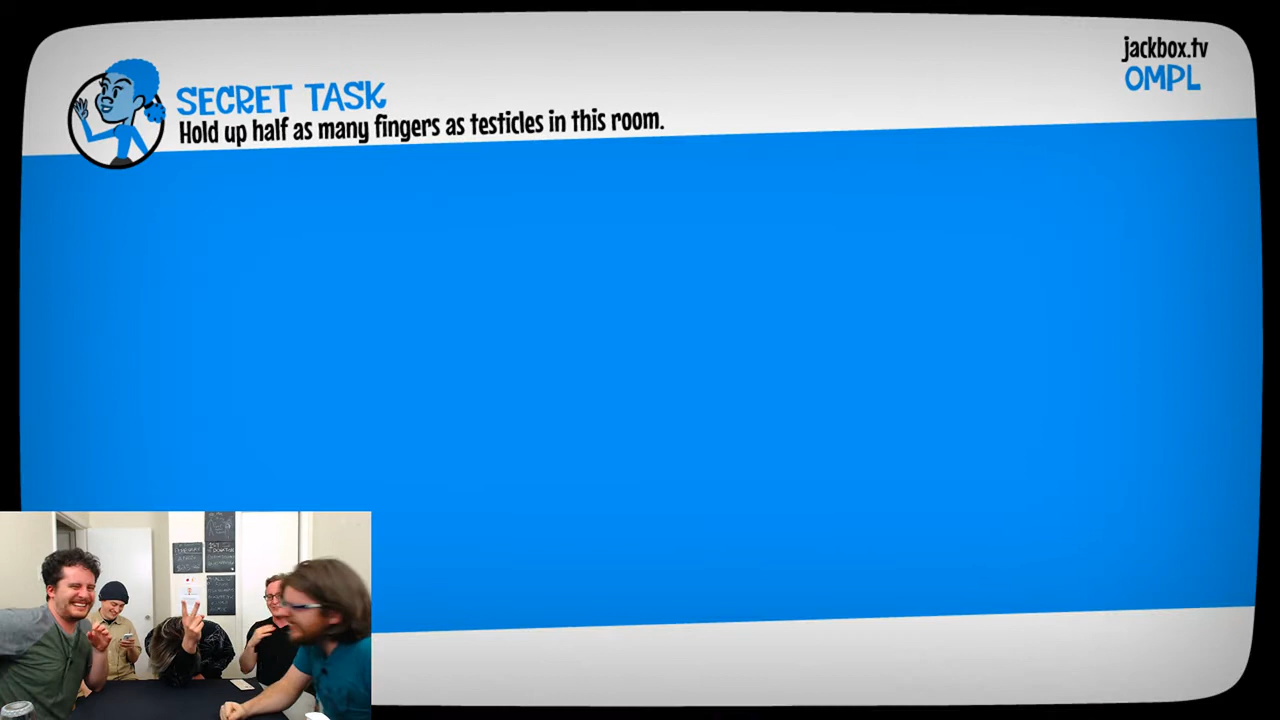 jackbox.tv
OMPL
SECRET TASK
Hold up half as many fingers as testicles in this room.